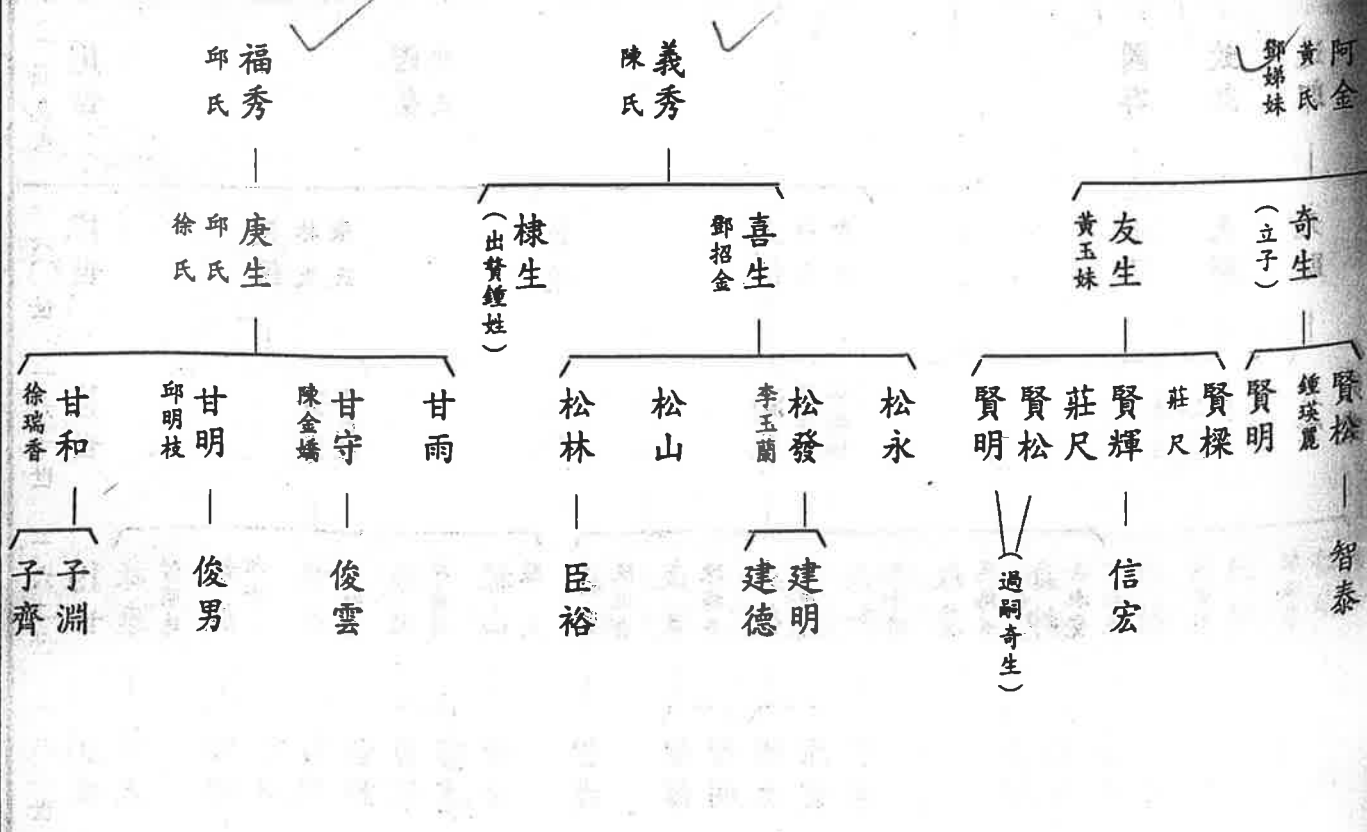 阿金
黃氏
鄧娣妹
義秀
陳氏
福秀
邱氏
奇生
(立子)
友生
黃玉妹
喜生
鄧招金
棣生
(出贅鍾姓)
庚生
邱氏
徐氏
賢松
鍾瑛麗
賢明
賢樑
莊尺
賢輝
莊尺
賢松
賢明
松永
松發
李玉蘭
松山
松林
甘雨
甘守
陳金嬌
甘明
邱明枝
甘和
徐瑞香
智泰
信宏
(過嗣奇生)
建明
建德
臣裕
俊雲
俊男
子淵
子齊